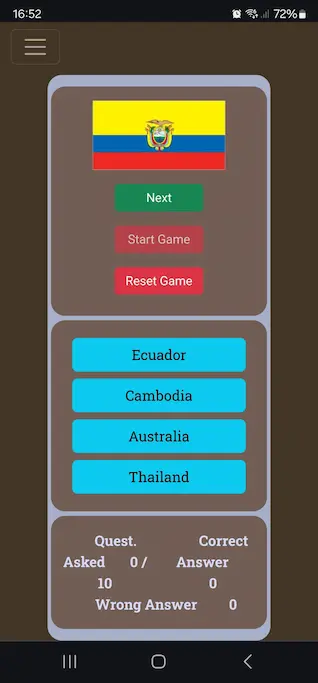 16:52 72%
Next
Start Game
Reset Game
Ecuador
Cambodia
Australia
Thailand
Quest. Correct
Asked 0 / Answer
10 0
Wrong Answer 0